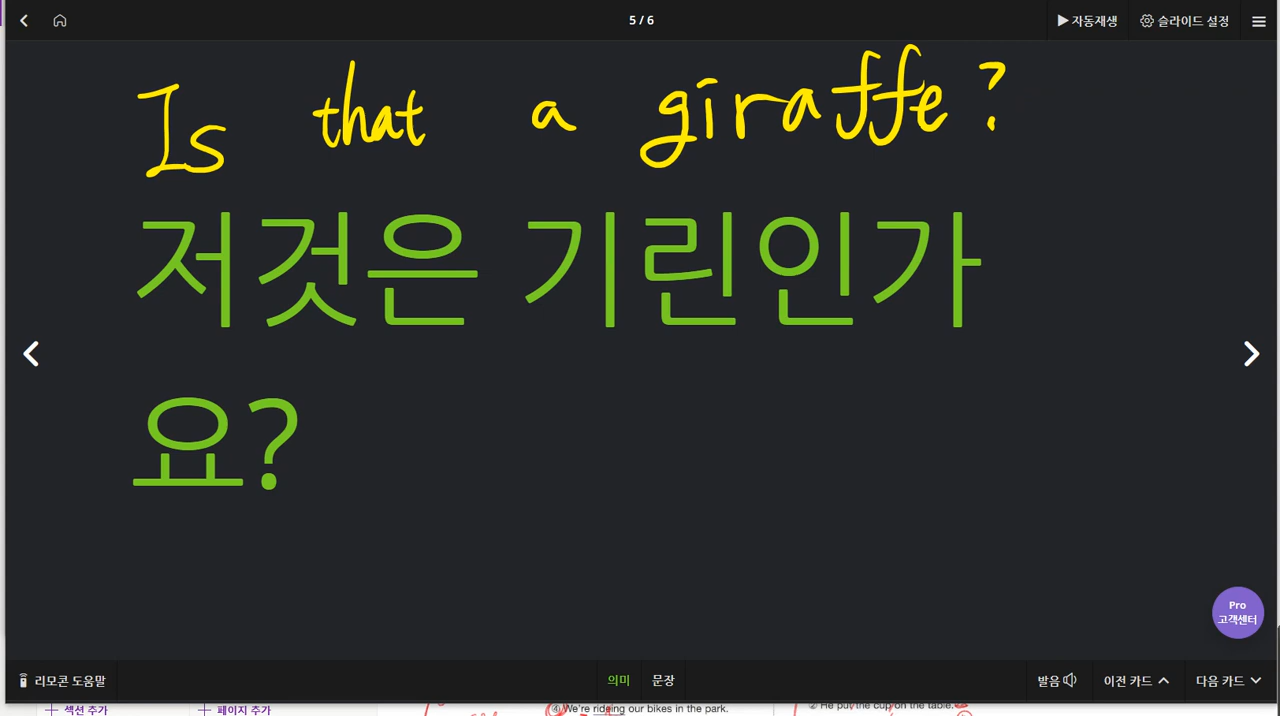 5 / 6
자동재생
슬라이드 설정
Is that a giraffe?
저것은 기린인가
요?
Pro
고객센터
리모콘 도움말
의미
문장
발음
이전 카드
다음 카드
섹션 추가
페이지 추가
④ We're rideing our bikes in the park.
② He put the cup on the table.